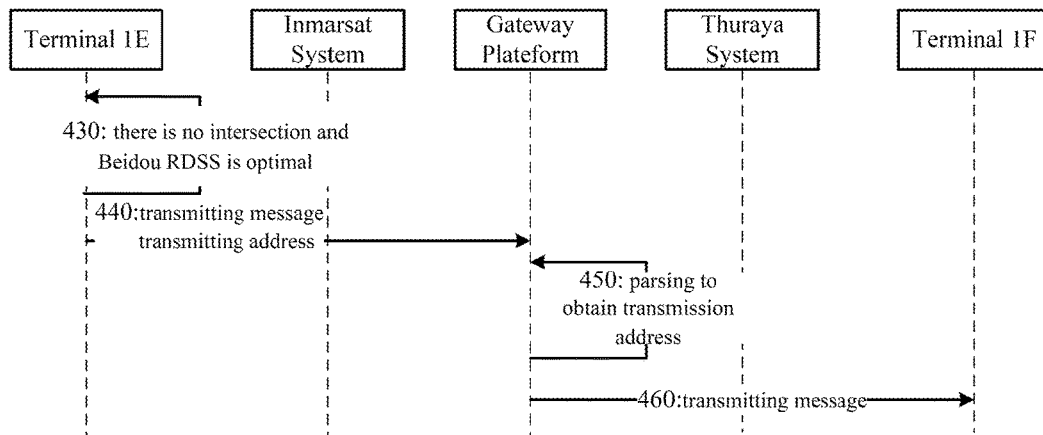 Terminal 1E
Inmarsat
System
Gateway
Plateform
Thuraya
System
Terminal 1F
430: there is no intersection and
Beidou RDSS is optimal
440:transmitting message
transmitting address
450: parsing to
obtain transmission
address
460:transmitting message